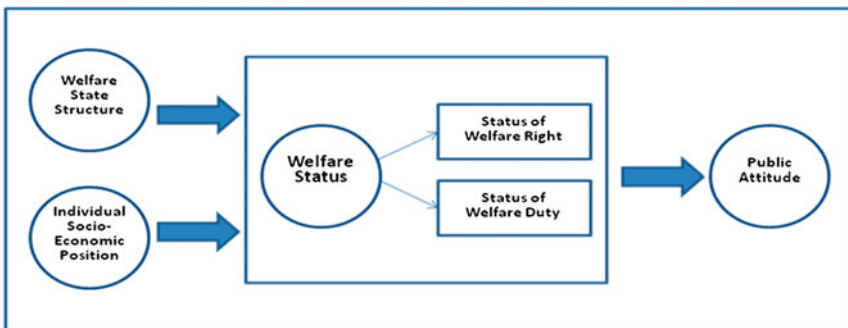 Welfare
State
Structure
Individual
Socio-
Economic
Position
Welfare
Status
Status of
Welfare Right
Status of
Welfare Duty
Public
Attitude